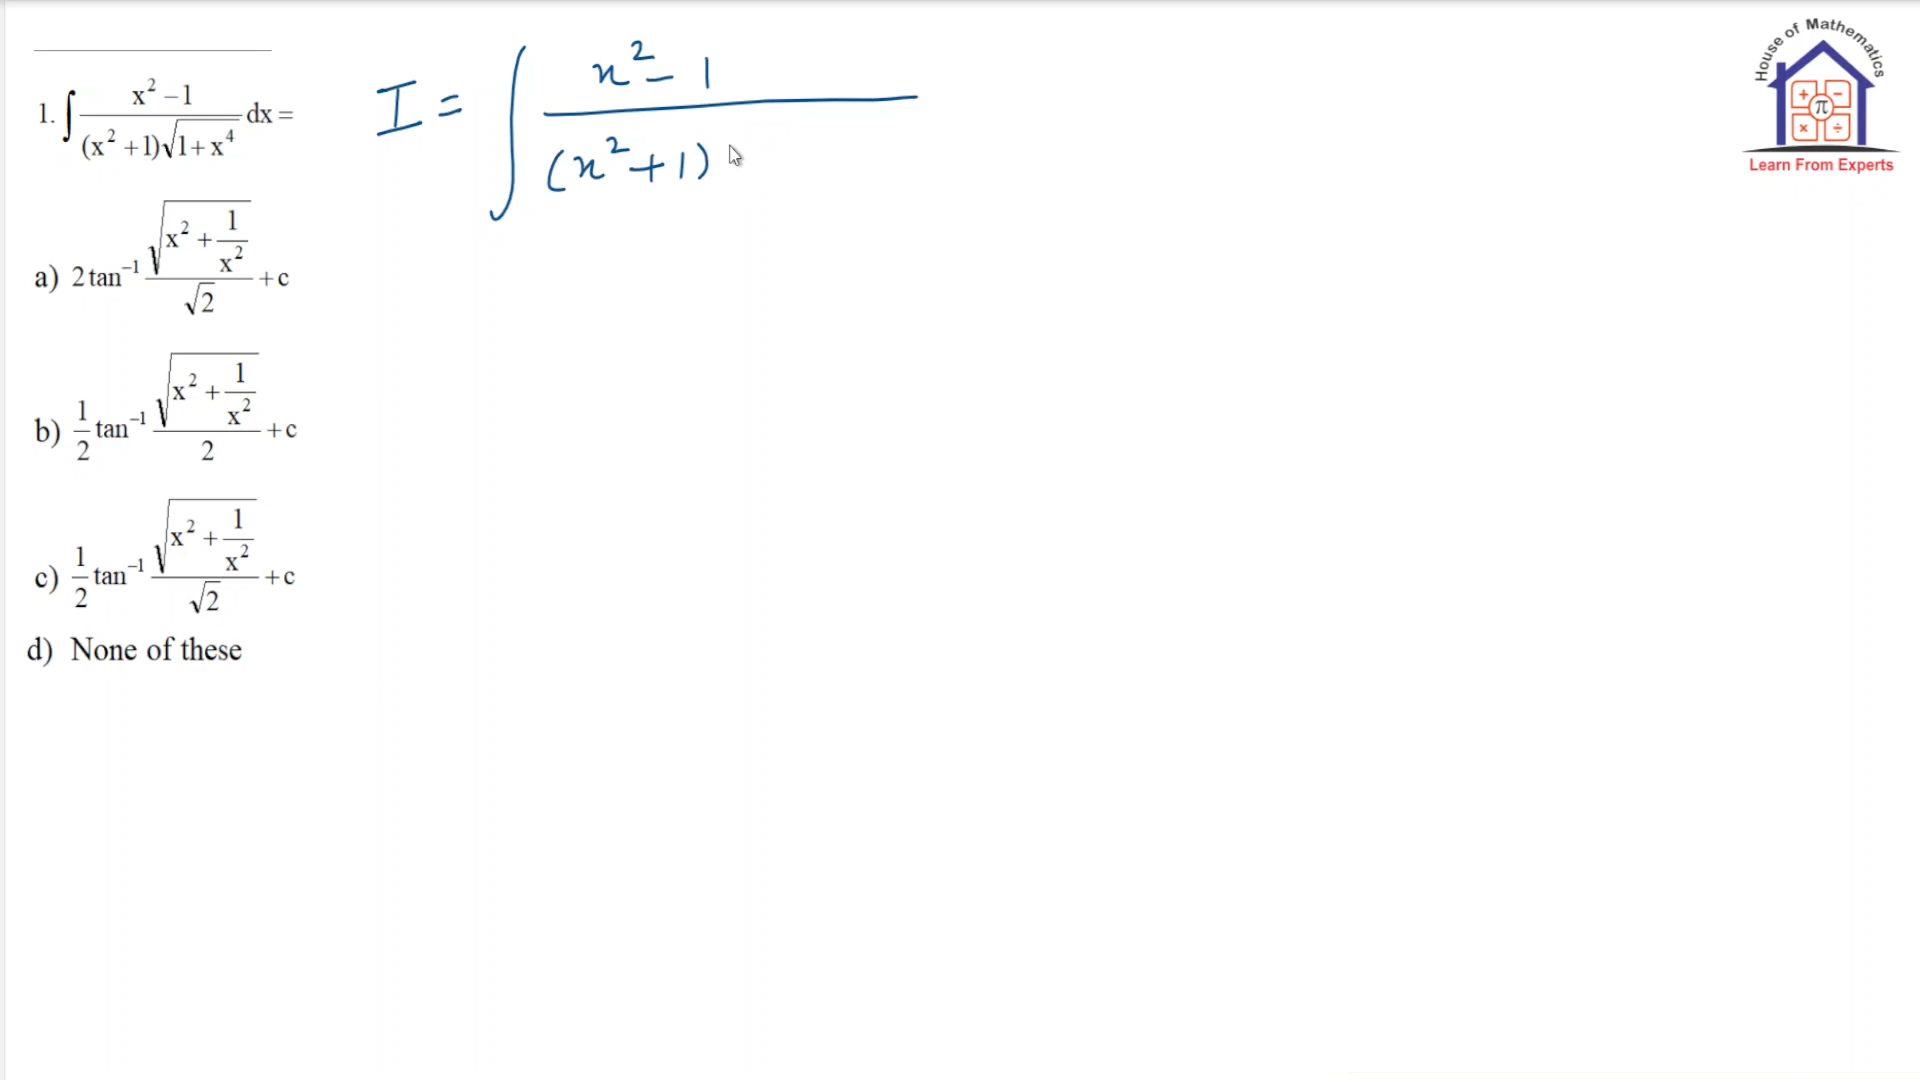 1. ∫ (x² − 1) / ((x² + 1)√(1 + x⁴)) dx =
a) 2 tan⁻¹ (√(x² + 1/x²)) / √2 + c
b) 1/2 tan⁻¹ (√(x² + 1/x²)) / 2 + c
c) 1/2 tan⁻¹ (√(x² + 1/x²)) / √2 + c
d) None of these
I = ∫ (x² − 1) / (x² + 1)
House of Mathematics
+ −
π
× ÷
Learn From Experts